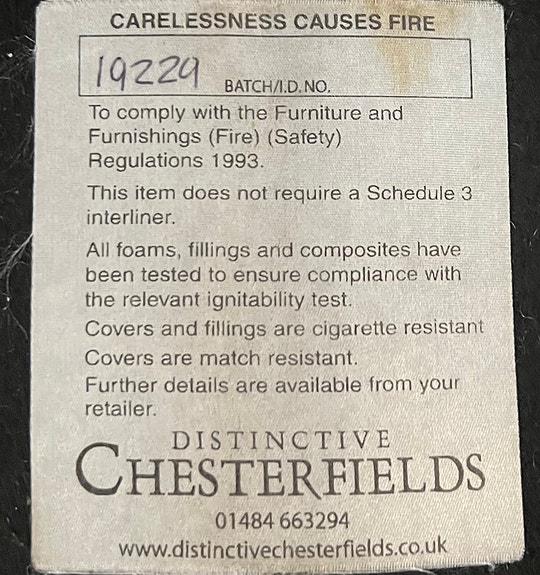 CARELESSNESS CAUSES FIRE
19229 BATCH/I.D. NO.
To comply with the Furniture and
Furnishings (Fire) (Safety)
Regulations 1993.
This item does not require a Schedule 3
interliner.
All foams, fillings and composites have
been tested to ensure compliance with
the relevant ignitability test.
Covers and fillings are cigarette resistant
Covers are match resistant.
Further details are available from your
retailer.
DISTINCTIVE
CHESTERFIELDS
01484 663294
www.distinctivechesterfields.co.uk